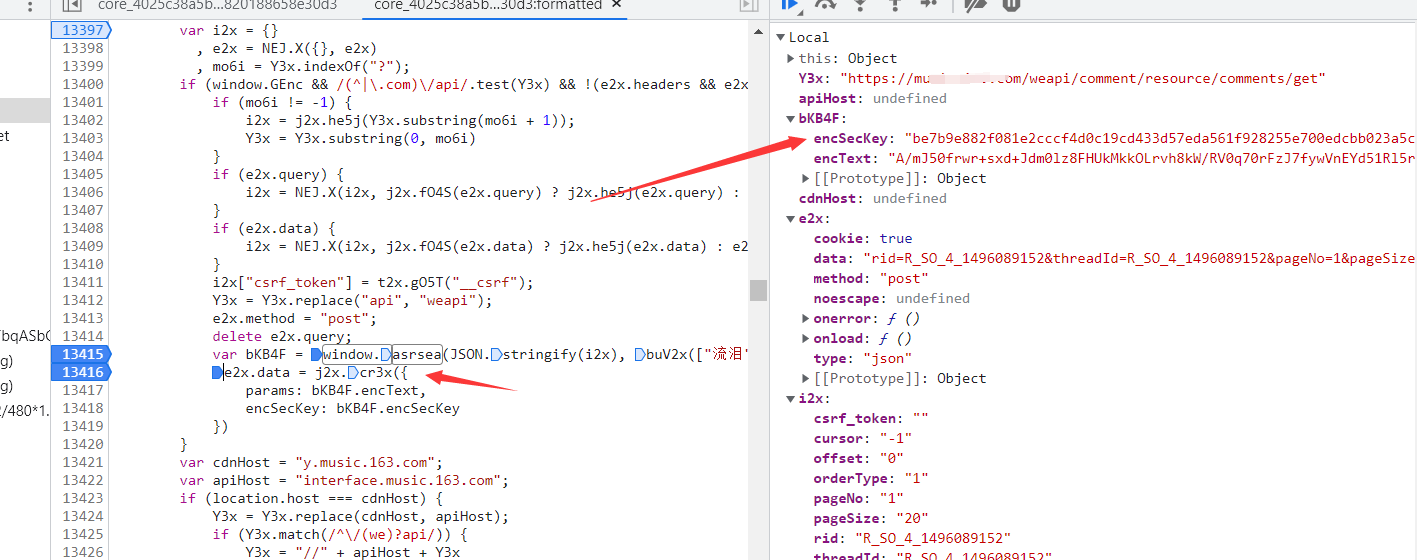 core_4025c38a5b...820188658e30d3
core_4025c38a5b...30d3:formatted
13397 var i2x = {}
13398 , e2x = NEJ.X({}, e2x)
13399 , mo6i = Y3x.indexOf("?");
13400 if (window.GEnc && /(^|\.com)\/api/.test(Y3x) && !(e2x.headers && e2x
13401 if (mo6i != -1) {
13402 i2x = j2x.he5j(Y3x.substring(mo6i + 1));
13403 Y3x = Y3x.substring(0, mo6i)
13404 }
13405 if (e2x.query) {
13406 i2x = NEJ.X(i2x, j2x.fO4S(e2x.query) ? j2x.he5j(e2x.query) :
13407 }
13408 if (e2x.data) {
13409 i2x = NEJ.X(i2x, j2x.fO4S(e2x.data) ? j2x.he5j(e2x.data) : e2
13410 }
13411 i2x["csrf_token"] = t2x.gO5T("__csrf");
13412 Y3x = Y3x.replace("api", "weapi");
13413 e2x.method = "post";
13414 delete e2x.query;
13415 var bKB4F = window.asrsea(JSON.stringify(i2x), buV2x(["流泪"
13416 e2x.data = j2x.cr3x({
13417 params: bKB4F.encText,
13418 encSecKey: bKB4F.encSecKey
13419 })
13420 }
13421 var cdnHost = "y.music.163.com";
13422 var apiHost = "interface.music.163.com";
13423 if (location.host === cdnHost) {
13424 Y3x = Y3x.replace(cdnHost, apiHost);
13425 if (Y3x.match(/^\/(we)?api/)) {
13426 Y3x = "//" + apiHost + Y3x
et
bqASbC
g)
g)
2/480*1.
Local
this: Object
Y3x: "https://mu .com/weapi/comment/resource/comments/get"
apiHost: undefined
bKB4F:
encSecKey: "be7b9e882f081e2cccf4d0c19cd433d57eda561f928255e700edcbb023a5c
encText: "A/mJ50frwr+sxd+Jdm0lz8FHUkMkkOLrvh8kW/RV0q70rFzJ7fywVnEYd51Rl5r
[[Prototype]]: Object
cdnHost: undefined
e2x:
cookie: true
data: "rid=R_SO_4_1496089152&threadId=R_SO_4_1496089152&pageNo=1&pageSize
method: "post"
noescape: undefined
onerror: ƒ ()
onload: ƒ ()
type: "json"
[[Prototype]]: Object
i2x:
csrf_token: ""
cursor: "-1"
offset: "0"
orderType: "1"
pageNo: "1"
pageSize: "20"
rid: "R_SO_4_1496089152"
threadId: "R_SO_4_1496089152"